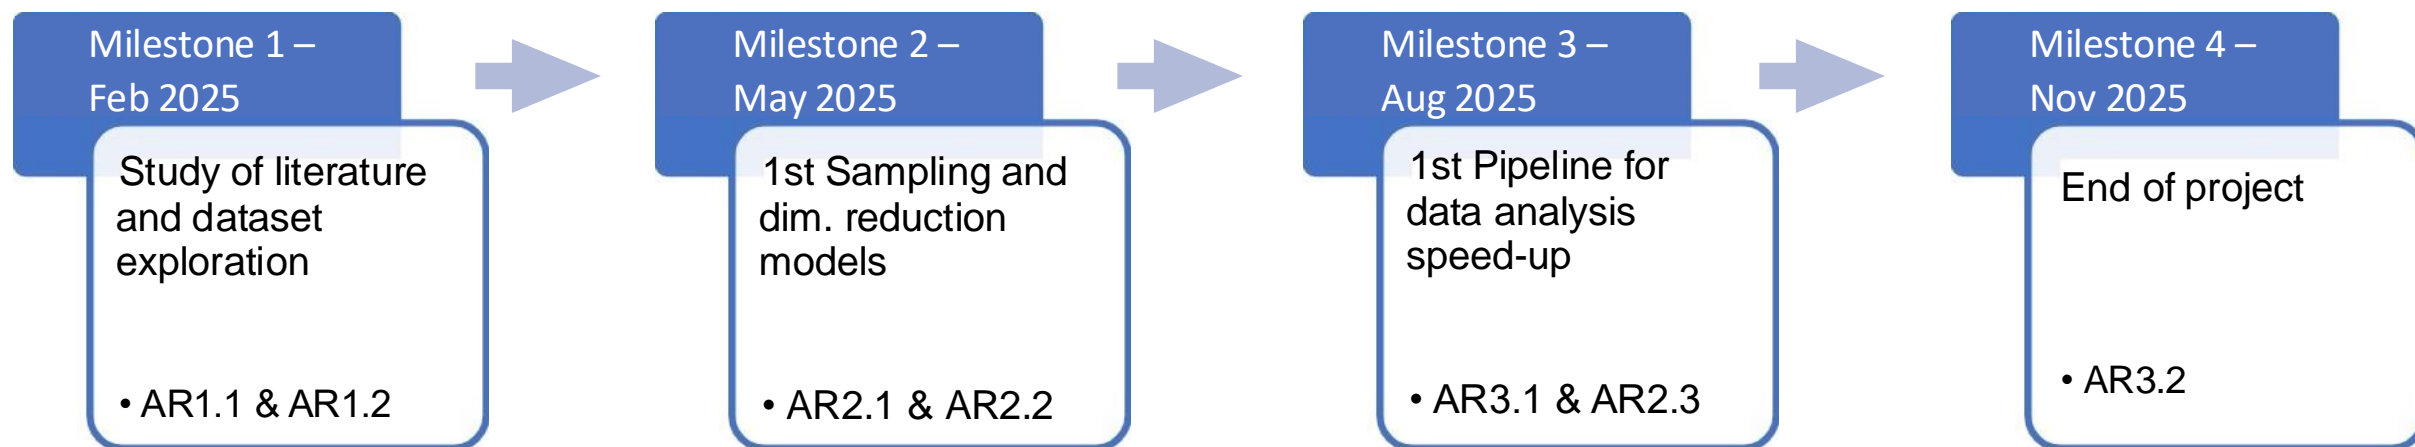 Milestone 1 –
Feb 2025
Study of literature
and dataset
exploration
• AR1.1 & AR1.2
Milestone 2 –
May 2025
1st Sampling and
dim. reduction
models
• AR2.1 & AR2.2
Milestone 3 –
Aug 2025
1st Pipeline for
data analysis
speed-up
• AR3.1 & AR2.3
Milestone 4 –
Nov 2025
End of project
• AR3.2